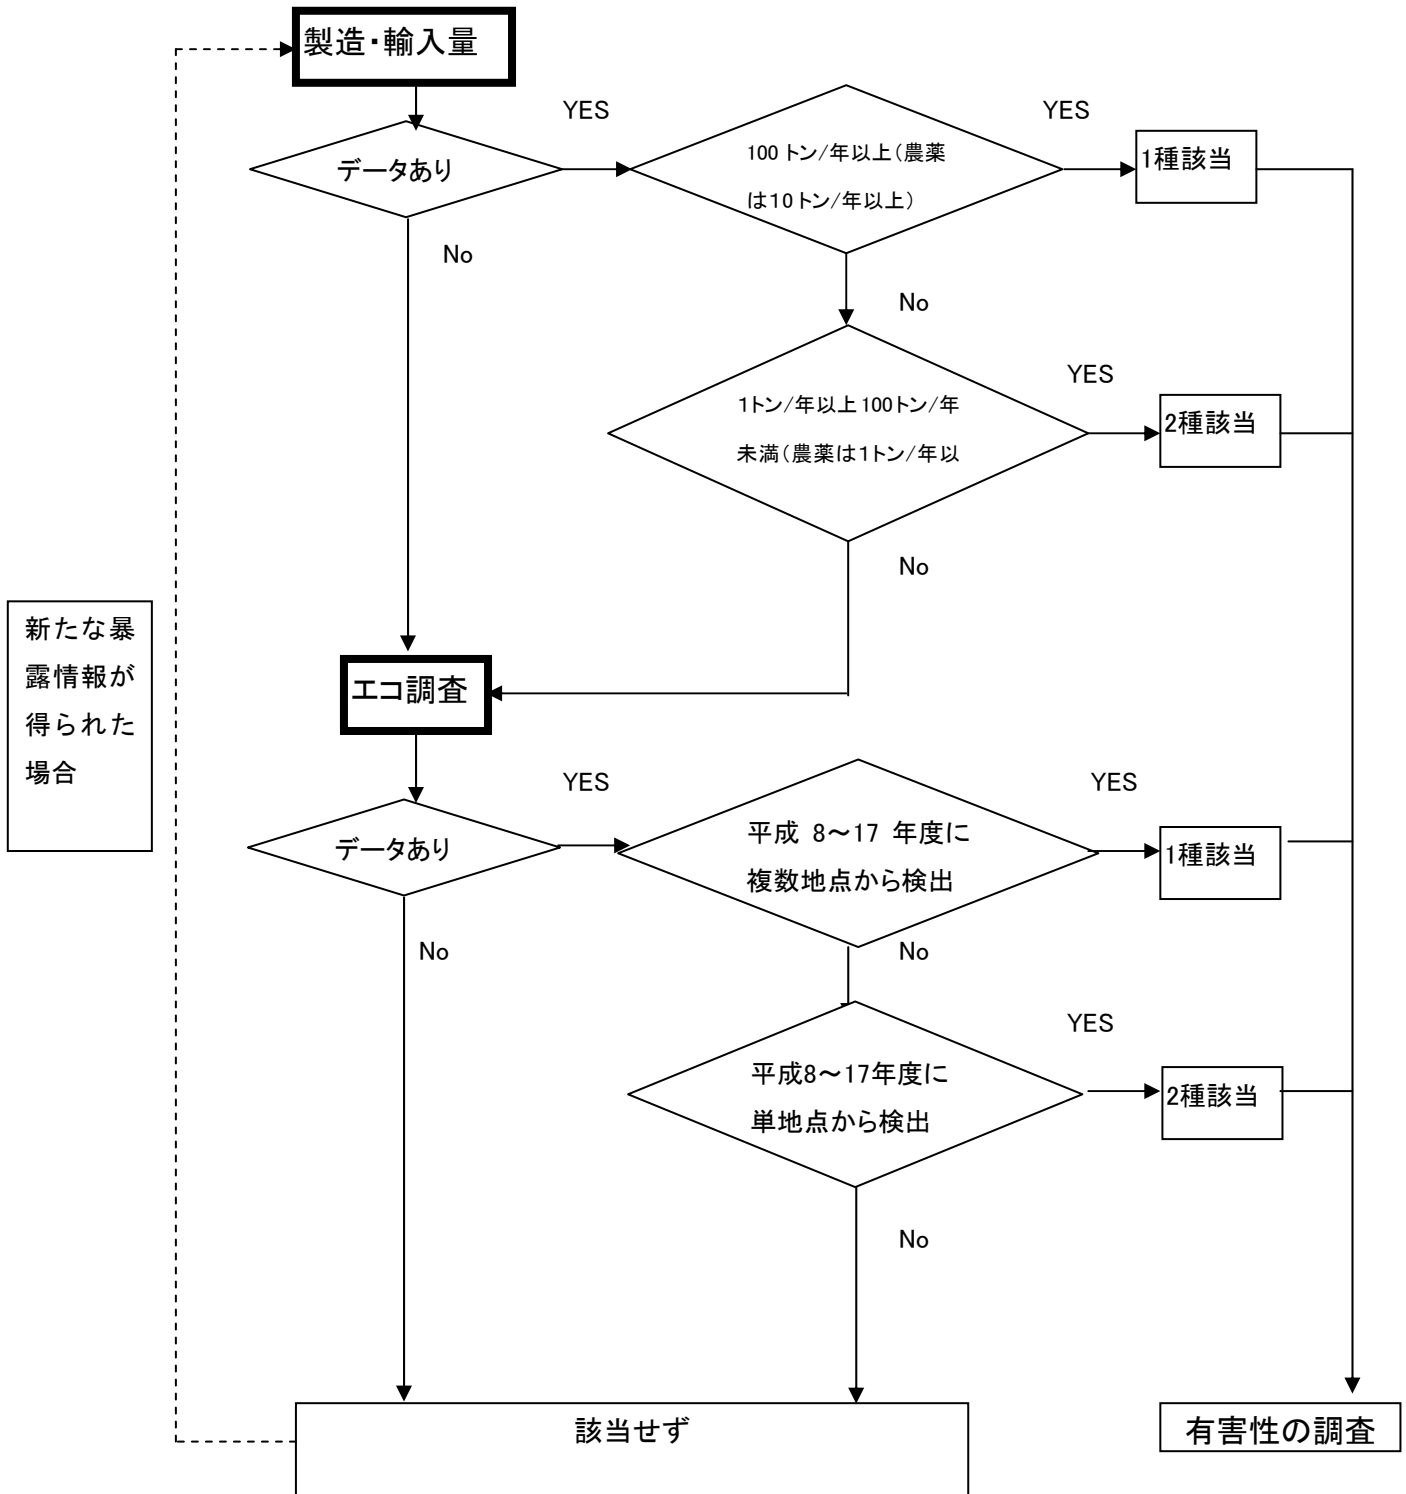 製造・輸入量
YES
YES
データあり
100トン/年以上(農薬
は10トン/年以上)
1種該当
No
No
YES
1トン/年以上100トン/年
未満(農薬は1トン/年以
2種該当
No
新たな暴
露情報が
得られた
場合
エコ調査
YES
YES
データあり
平成 8~17 年度に
複数地点から検出
1種該当
No
No
YES
平成8~17年度に
単地点から検出
2種該当
No
該当せず
有害性の調査